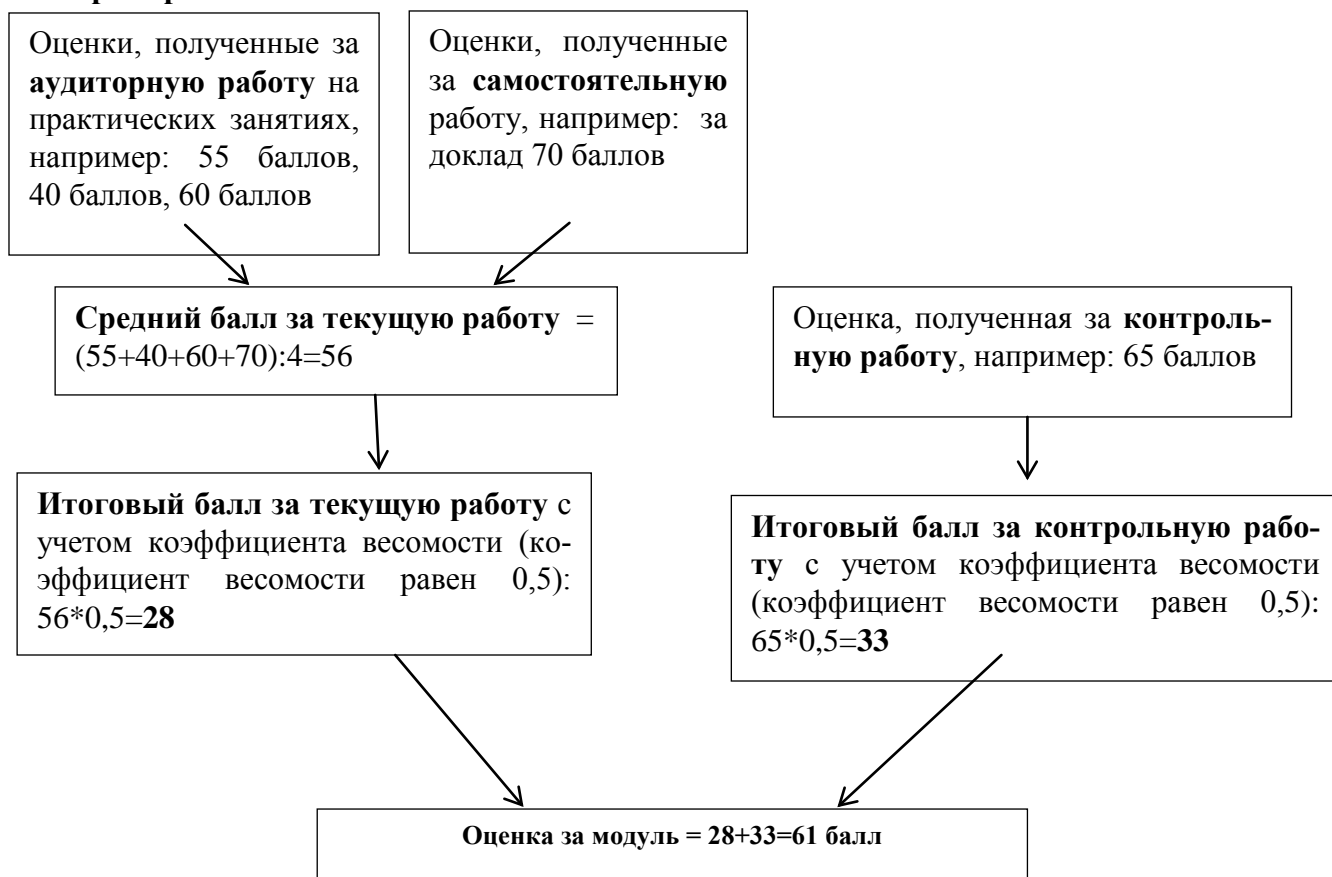 Оценки, полученные за
аудиторную работу на
практических занятиях,
например: 55 баллов,
40 баллов, 60 баллов
Оценки, полученные
за самостоятельную
работу, например: за
доклад 70 баллов
Средний балл за текущую работу =
(55+40+60+70):4=56
Оценка, полученная за контроль-
ную работу, например: 65 баллов
Итоговый балл за текущую работу с
учетом коэффициента весомости (ко-
эффициент весомости равен 0,5):
56*0,5=28
Итоговый балл за контрольную рабо-
ту с учетом коэффициента весомости
(коэффициент весомости равен 0,5):
65*0,5=33
Оценка за модуль = 28+33=61 балл